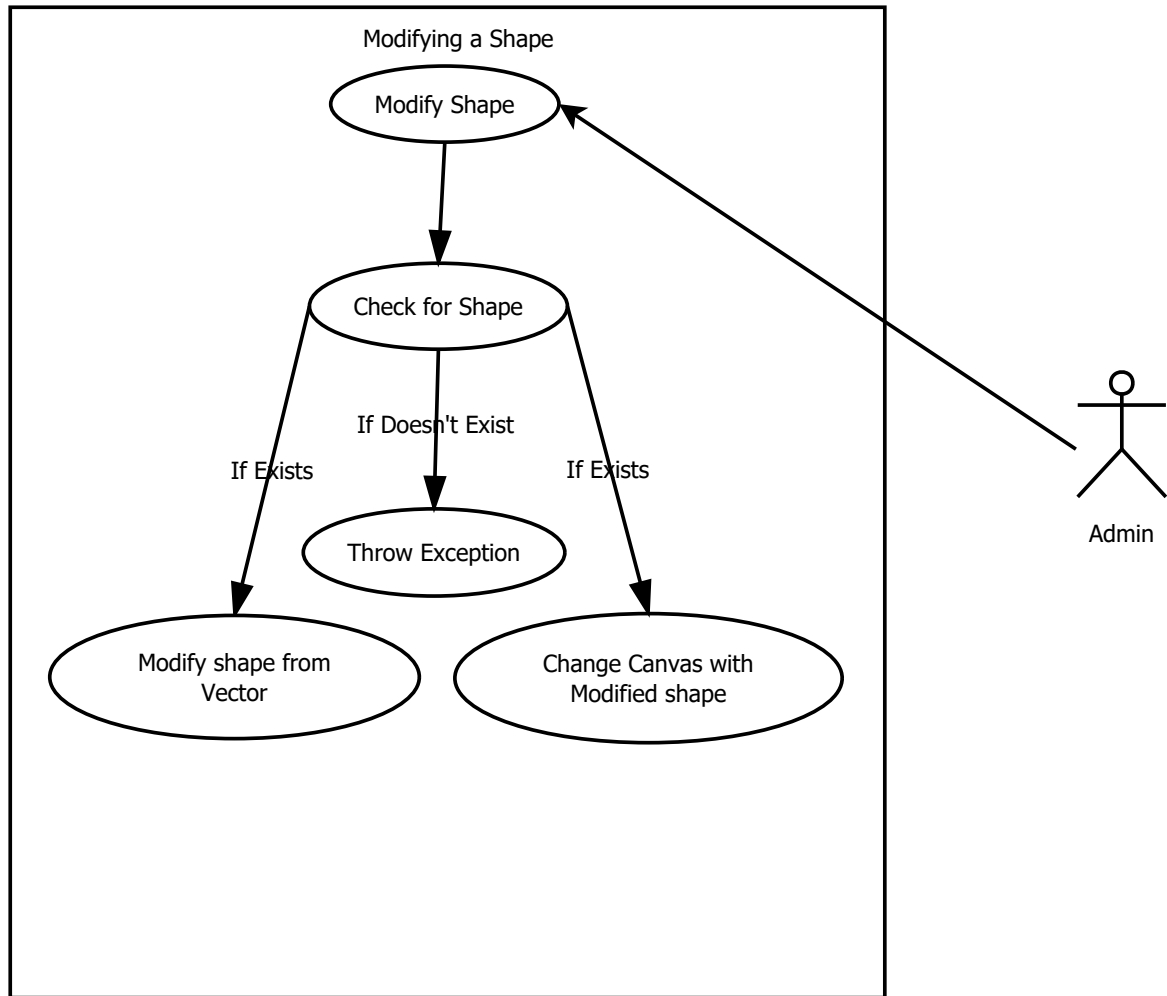 Modifying a Shape
Modify Shape
Check for Shape
If Doesn't Exist
If Exists
If Exists
Admin
Throw Exception
Modify shape from
Vector
Change Canvas with
Modified shape